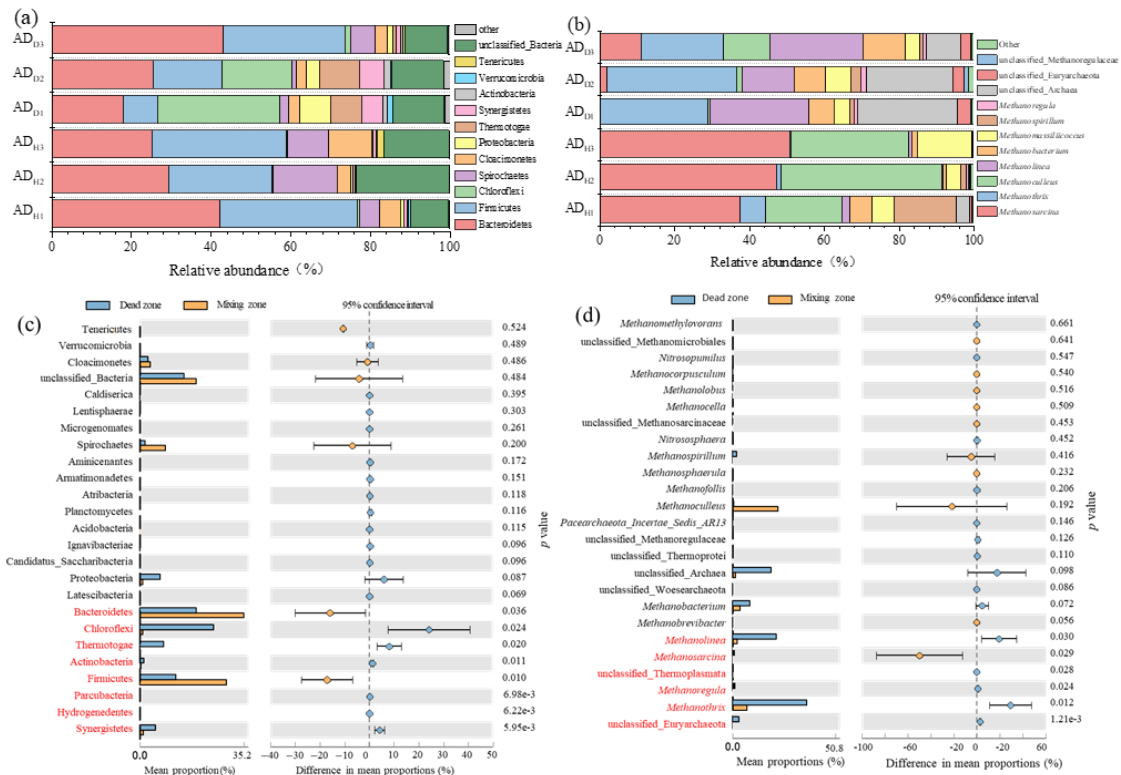 (a)
AD D3
AD D2
AD D1
AD H3
AD H2
AD H1
0 20 40 60 80 100
Relative abundance（%）
other
unclassified_Bacteria
Tenericutes
Verrucomicrobia
Actinobacteria
Synergistetes
Thermotogae
Proteobacteria
Cloacimonetes
Spirochaetes
Chloroflexi
Firmicutes
Bacteroidetes
(b)
AD D3
AD D2
AD D1
AD H3
AD H2
AD H1
0 20 40 60 80 100
Relative abundance（%）
Other
unclassified_Methanoregulaceae
unclassified_Euryarchaeota
unclassified_Archaea
Methanoregula
Methanospirillum
Methanomassiliicoccus
Methanobacterium
Methanolinea
Methanoculleus
Methanothrix
Methanosarcina
(c)
Dead zone Mixing zone 95% confidence interval
Tenericutes 0.524
Verrucomicrobia 0.489
Cloacimonetes 0.486
unclassified_Bacteria 0.484
Caldiserica 0.395
Lentisphaerae 0.303
Microgenomates 0.261
Spirochaetes 0.200
Aminicenantes 0.172
Armatimonadetes 0.151
Atribacteria 0.118
Planctomycetes 0.116
Acidobacteria 0.115
Ignavibacteriae 0.096
Candidatus_Saccharibacteria 0.096
Proteobacteria 0.087
Latescibacteria 0.069
Bacteroidetes 0.036
Chloroflexi 0.024
Thermotogae 0.020
Actinobacteria 0.011
Firmicutes 0.010
Parcubacteria 6.98e-3
Hydrogenedentes 6.22e-3
Synergistetes 5.95e-3
p value
0.0 35.2
Mean proportion(%)
−40 −30 −20 −10 0 10 20 30 40 50
Difference in mean proportions (%)
(d)
Dead zone Mixing zone 95% confidence interval
Methanomethylovorans 0.661
unclassified_Methanomicrobiales 0.641
Nitrosopumilus 0.547
Methanocorpusculum 0.540
Methanolobus 0.516
Methanocella 0.509
unclassified_Methanosarcinaceae 0.453
Nitrososphaera 0.452
Methanospirillum 0.416
Methanosphaerula 0.232
Methanofollis 0.206
Methanoculleus 0.192
Pacearchaeota_Incertae_Sedis_AR13 0.146
unclassified_Methanoregulaceae 0.126
unclassified_Thermoprotei 0.110
unclassified_Archaea 0.098
unclassified_Woesearchaeota 0.086
Methanobacterium 0.072
Methanobrevibacter 0.056
Methanolinea 0.030
Methanosarcina 0.029
unclassified_Thermoplasmata 0.028
Methanoregula 0.024
Methanothrix 0.012
unclassified_Euryarchaeota 1.21e-3
p value
0.0 50.8
Mean proportion (%)
-100 -60 -20 -20 60
Difference in mean proportions (%)